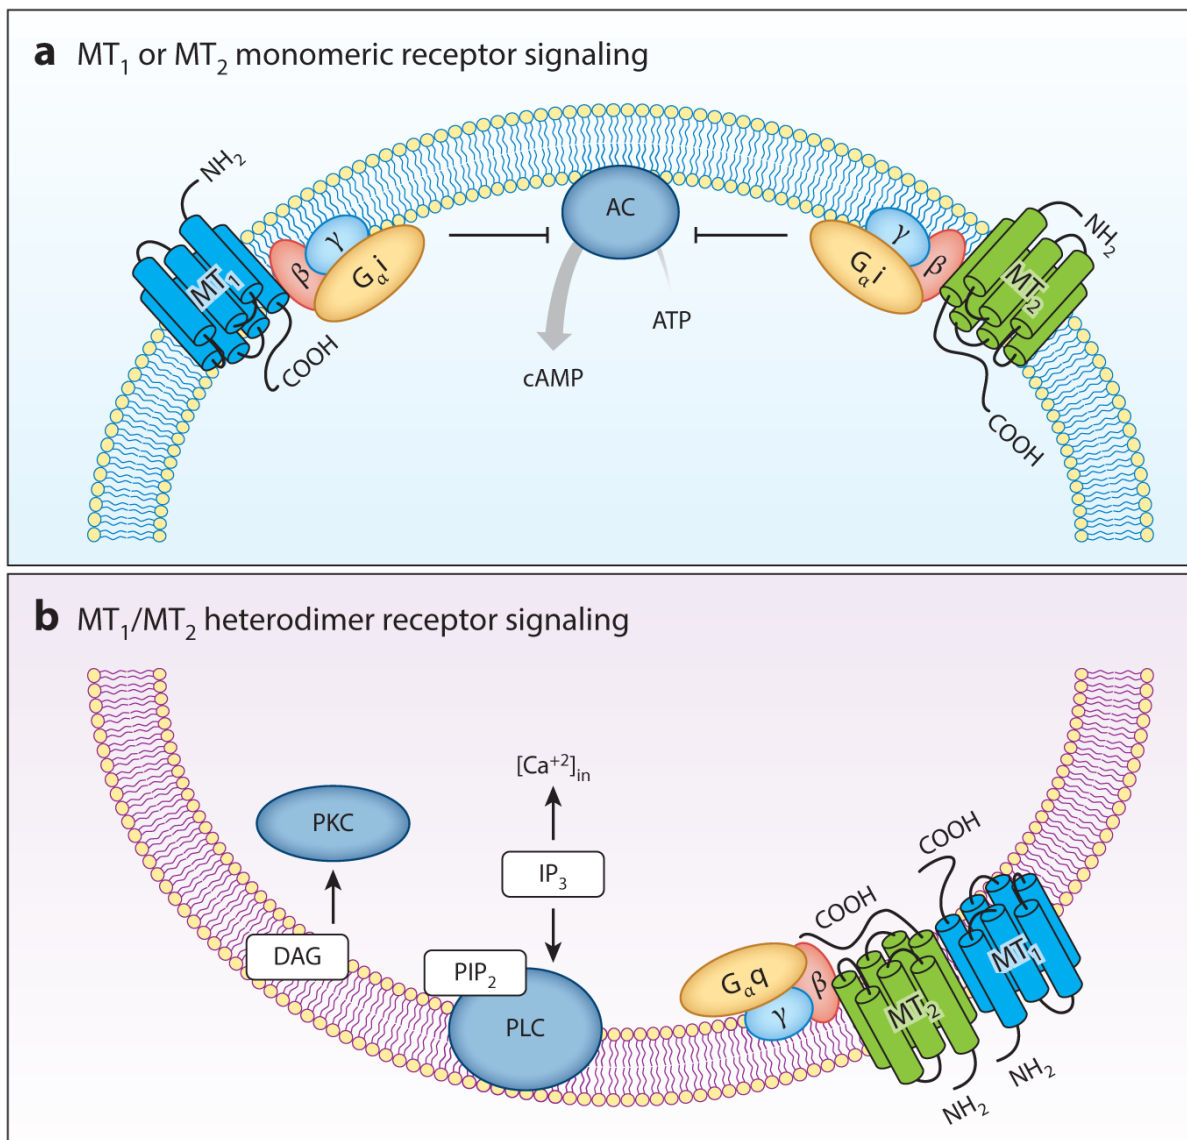 a MT₁ or MT₂ monomeric receptor signaling
NH₂
MT₁
COOH
β
γ
Gαi
AC
ATP
cAMP
Gαi
γ
β
MT₂
NH₂
COOH
b MT₁/MT₂ heterodimer receptor signaling
[Ca⁺²]in
PKC
IP₃
DAG
PIP₂
PLC
COOH
COOH
Gαq
β
γ
MT₂
MT₁
NH₂
NH₂